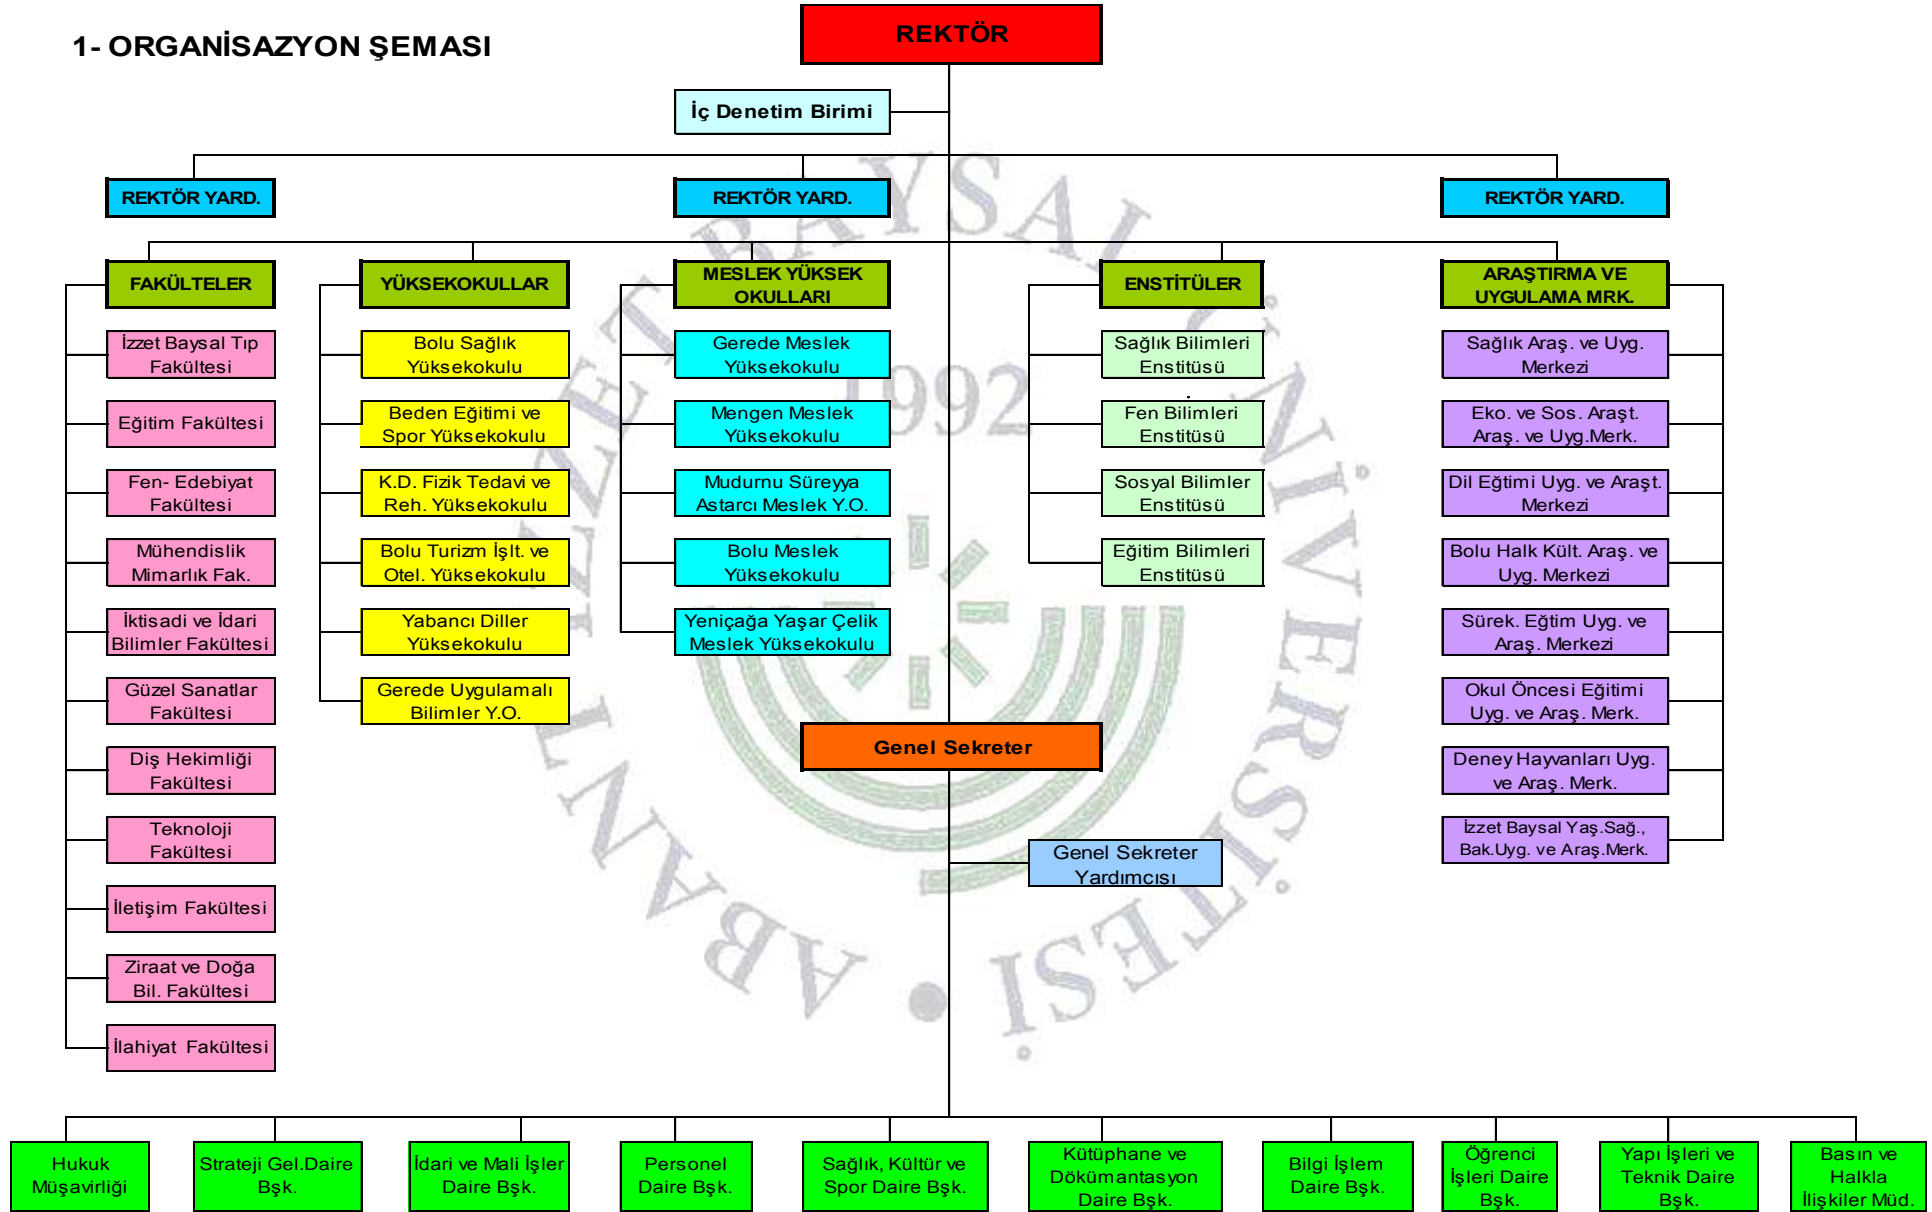 1- ORGANİSAZYON ŞEMASI
REKTÖR
İç Denetim Birimi
REKTÖR YARD.
REKTÖR YARD.
REKTÖR YARD.
FAKÜLTELER
İzzet Baysal Tıp
Fakültesi
Eğitim Fakültesi
Fen- Edebiyat
Fakültesi
Mühendislik
Mimarlık Fak.
İktisadi ve İdari
Bilimler Fakültesi
Güzel Sanatlar
Fakültesi
Diş Hekimliği
Fakültesi
Teknoloji
Fakültesi
İletişim Fakültesi
Ziraat ve Doğa
Bil. Fakültesi
İlahiyat Fakültesi
YÜKSEKOKULLAR
Bolu Sağlık
Yüksekokulu
Beden Eğitimi ve
Spor Yüksekokulu
K.D. Fizik Tedavi ve
Reh. Yüksekokulu
Bolu Turizm İşlt. ve
Otel. Yüksekokulu
Yabancı Diller
Yüksekokulu
Gerede Uygulamalı
Bilimler Y.O.
MESLEK YÜKSEK
OKULLARI
Gerede Meslek
Yüksekokulu
Mengen Meslek
Yüksekokulu
Mudurnu Süreyya
Astarcı Meslek Y.O.
Bolu Meslek
Yüksekokulu
Yeniçağa Yaşar Çelik
Meslek Yüksekokulu
ENSTİTÜLER
Sağlık Bilimleri
Enstitüsü
Fen Bilimleri
Enstitüsü
Sosyal Bilimler
Enstitüsü
Eğitim Bilimleri
Enstitüsü
ARAŞTIRMA VE
UYGULAMA MRK.
Sağlık Araş. ve Uyg.
Merkezi
Eko. ve Sos. Araşt.
Araş. ve Uyg.Merk.
Dil Eğtimi Uyg. ve Araşt.
Merkezi
Bolu Halk Kült. Araş. ve
Uyg. Merkezi
Sürek. Eğtim Uyg. ve
Araş. Merkezi
Okul Öncesi Eğitimi
Uyg. ve Araş. Merk.
Deney Hayvanları Uyg.
ve Araş. Merk.
İzzet Baysal Yaş.Sağ.,
Bak.Uyg. ve Araş.Merk.
Genel Sekreter
Genel Sekreter
Yardımcısı
Hukuk
Müşavirliği
Strateji Gel.Daire
Bşk.
İdari ve Mali İşler
Daire Bşk.
Personel
Daire Bşk.
Sağlık, Kültür ve
Spor Daire Bşk.
Kütüphane ve
Dökümantasyon
Daire Bşk.
Bilgi İşlem
Daire Bşk.
Öğrenci
İşleri Daire
Bşk.
Yapı İşleri ve
Teknik Daire
Bşk.
Basın ve
Halkla
İlişkiler Müd.
ABANT İZZET BAYSAL ÜNİVERSİTESİ
1992